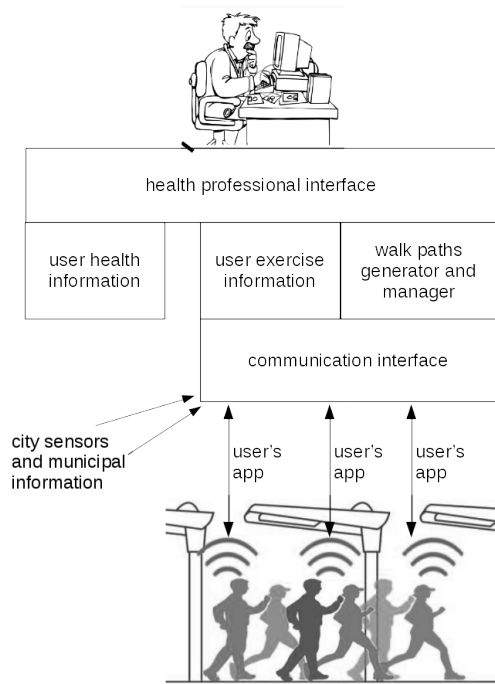 health professional interface
user health
information
user exercise
information
walk paths
generator and
manager
communication interface
city sensors
and municipal
information
user's
app
user's
app
user's
app